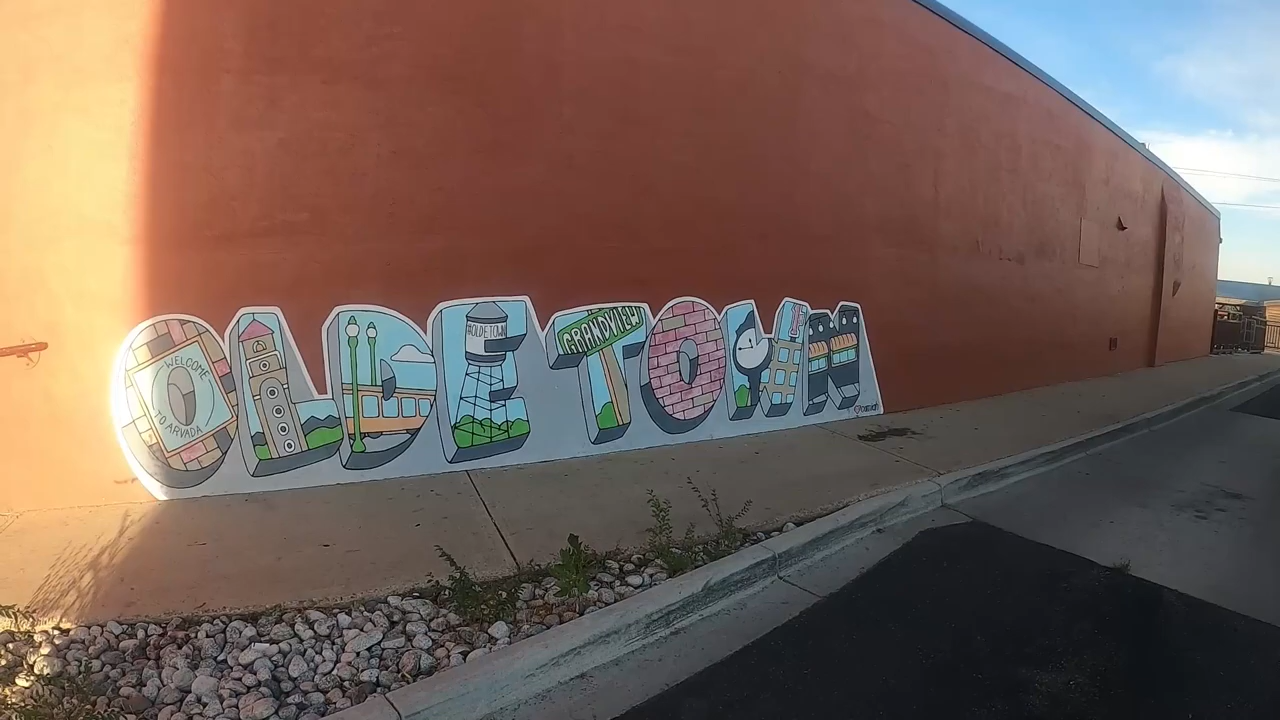 OLDE TOWN
WELCOME
TO ARVADA
OLDE TOWN
GRANDVIEW